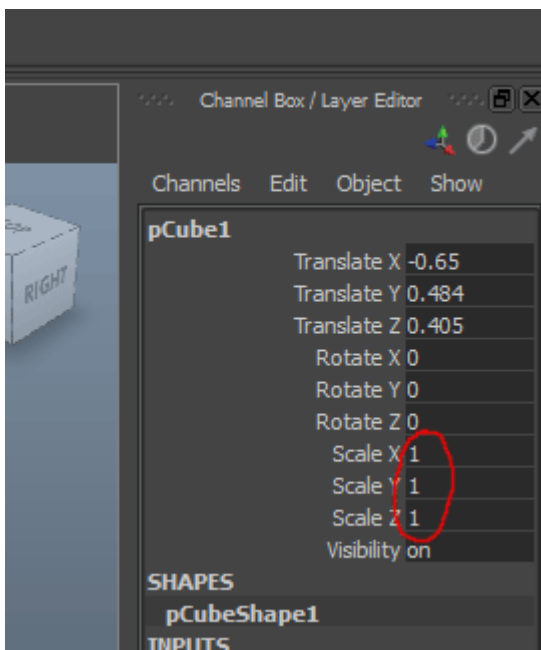 Channel Box / Layer Editor
Channels Edit Object Show
pCube1
Translate X -0.65
Translate Y 0.484
Translate Z 0.405
Rotate X 0
Rotate Y 0
Rotate Z 0
Scale X 1
Scale Y 1
Scale Z 1
Visibility on
SHAPES
pCubeShape1
INPUTS
RIGHT